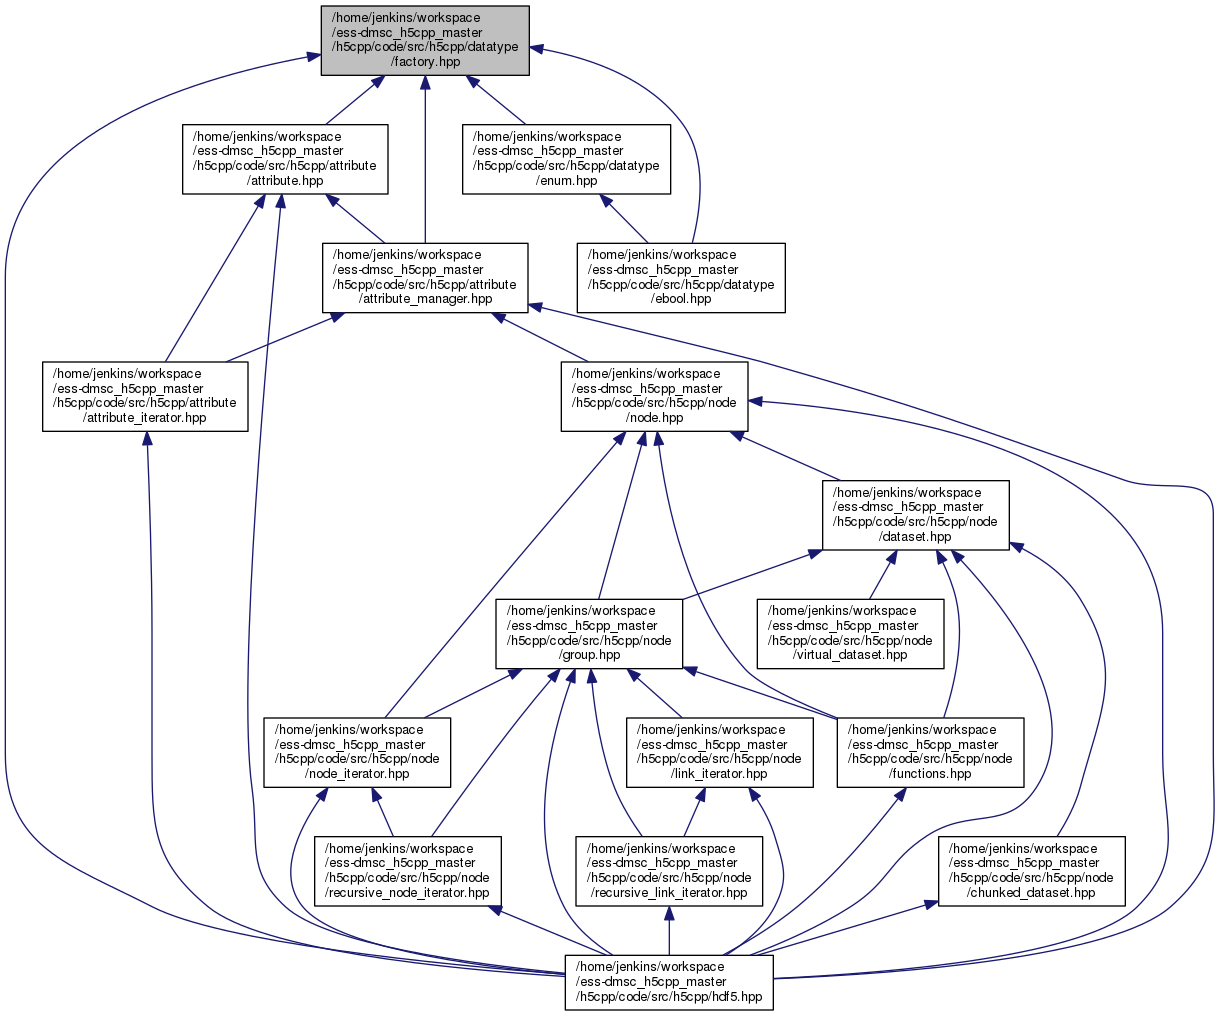 /home/jenkins/workspace
/ess-dmsc_h5cpp_master
/h5cpp/code/src/h5cpp/datatype
/factory.hpp
/home/jenkins/workspace
/ess-dmsc_h5cpp_master
/h5cpp/code/src/h5cpp/attribute
/attribute.hpp
/home/jenkins/workspace
/ess-dmsc_h5cpp_master
/h5cpp/code/src/h5cpp/datatype
/enum.hpp
/home/jenkins/workspace
/ess-dmsc_h5cpp_master
/h5cpp/code/src/h5cpp/attribute
/attribute_manager.hpp
/home/jenkins/workspace
/ess-dmsc_h5cpp_master
/h5cpp/code/src/h5cpp/datatype
/ebool.hpp
/home/jenkins/workspace
/ess-dmsc_h5cpp_master
/h5cpp/code/src/h5cpp/attribute
/attribute_iterator.hpp
/home/jenkins/workspace
/ess-dmsc_h5cpp_master
/h5cpp/code/src/h5cpp/node
/node.hpp
/home/jenkins/workspace
/ess-dmsc_h5cpp_master
/h5cpp/code/src/h5cpp/node
/dataset.hpp
/home/jenkins/workspace
/ess-dmsc_h5cpp_master
/h5cpp/code/src/h5cpp/node
/group.hpp
/home/jenkins/workspace
/ess-dmsc_h5cpp_master
/h5cpp/code/src/h5cpp/node
/virtual_dataset.hpp
/home/jenkins/workspace
/ess-dmsc_h5cpp_master
/h5cpp/code/src/h5cpp/node
/node_iterator.hpp
/home/jenkins/workspace
/ess-dmsc_h5cpp_master
/h5cpp/code/src/h5cpp/node
/link_iterator.hpp
/home/jenkins/workspace
/ess-dmsc_h5cpp_master
/h5cpp/code/src/h5cpp/node
/functions.hpp
/home/jenkins/workspace
/ess-dmsc_h5cpp_master
/h5cpp/code/src/h5cpp/node
/recursive_node_iterator.hpp
/home/jenkins/workspace
/ess-dmsc_h5cpp_master
/h5cpp/code/src/h5cpp/node
/recursive_link_iterator.hpp
/home/jenkins/workspace
/ess-dmsc_h5cpp_master
/h5cpp/code/src/h5cpp/node
/chunked_dataset.hpp
/home/jenkins/workspace
/ess-dmsc_h5cpp_master
/h5cpp/code/src/h5cpp/hdf5.hpp